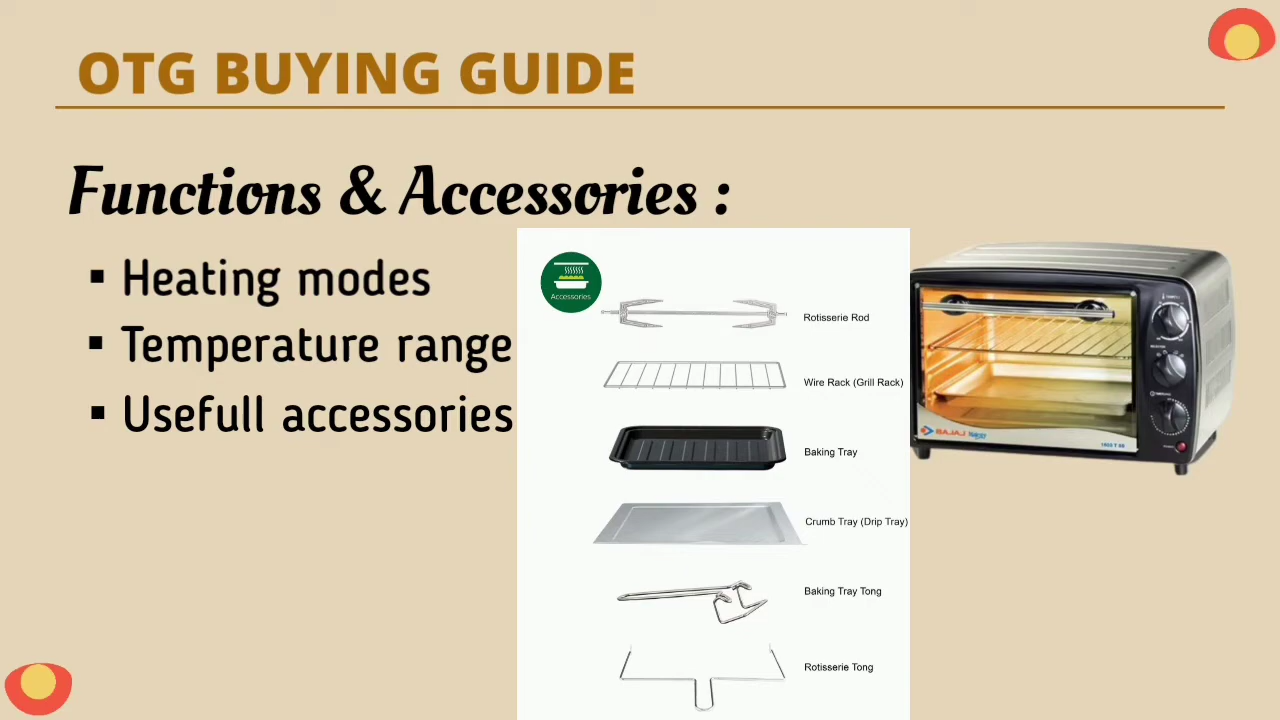 OTG BUYING GUIDE
Functions & Accessories :
▪ Heating modes
▪ Temperature range
▪ Usefull accessories
Accessories
Rotisserie Rod
Wire Rack (Grill Rack)
Baking Tray
Crumb Tray (Drip Tray)
Baking Tray Tong
Rotisserie Tong
BAJAJ Majesty